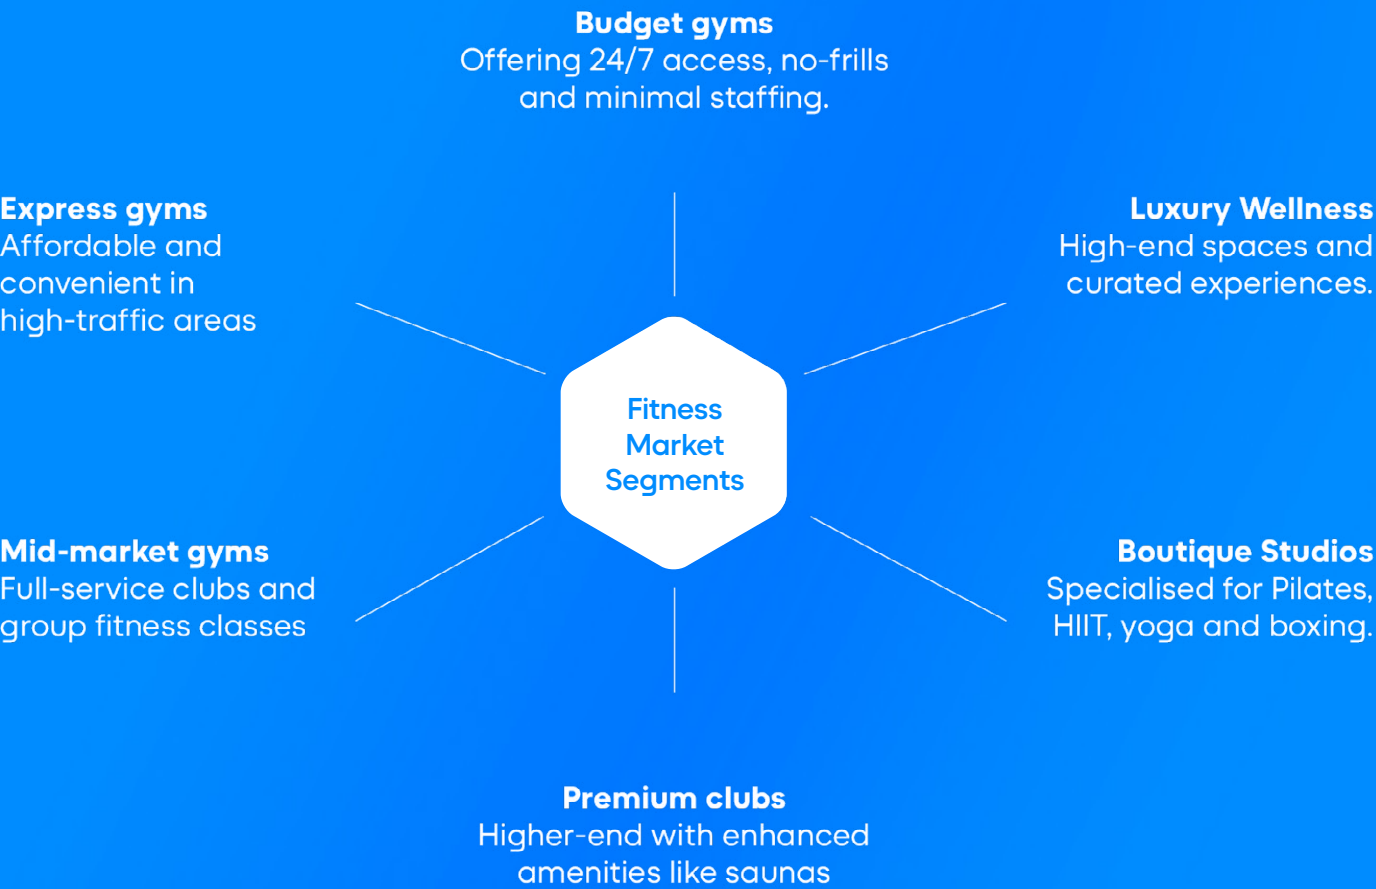 Budget gyms
Offering 24/7 access, no-frills
and minimal staffing.
Express gyms
Affordable and
convenient in
high-traffic areas
Luxury Wellness
High-end spaces and
curated experiences.
Fitness
Market
Segments
Mid-market gyms
Full-service clubs and
group fitness classes
Boutique Studios
Specialised for Pilates,
HIIT, yoga and boxing.
Premium clubs
Higher-end with enhanced
amenities like saunas